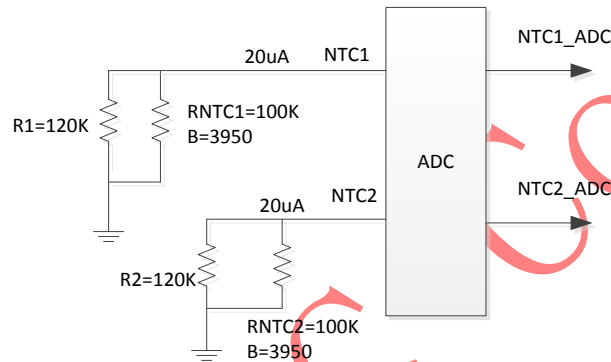 20uA
NTC1
NTC1_ADC
R1=120K
RNTC1=100K
B=3950
ADC
20uA
NTC2
NTC2_ADC
R2=120K
RNTC2=100K
B=3950